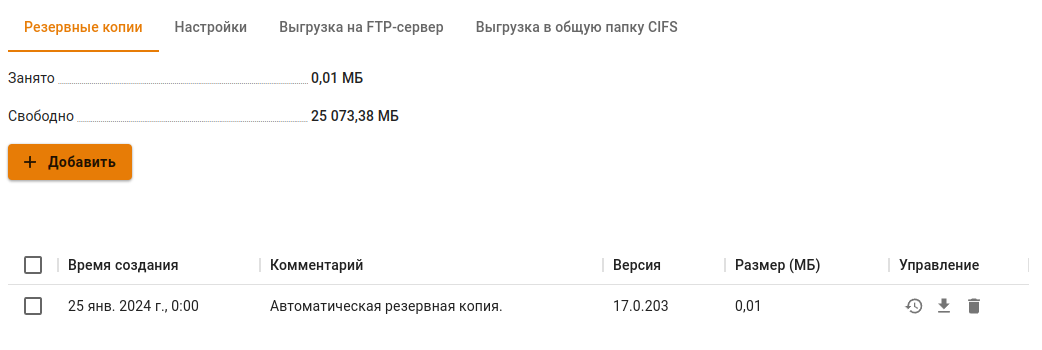 Резервные копии Настройки Выгрузка на FTP-сервер Выгрузка в общую папку CIFS
Занято 0,01 МБ
Свободно 25 073,38 МБ
Добавить
Время создания Комментарий Версия Размер (МБ) Управление
25 янв. 2024 г., 0:00 Автоматическая резервная копия. 17.0.203 0,01